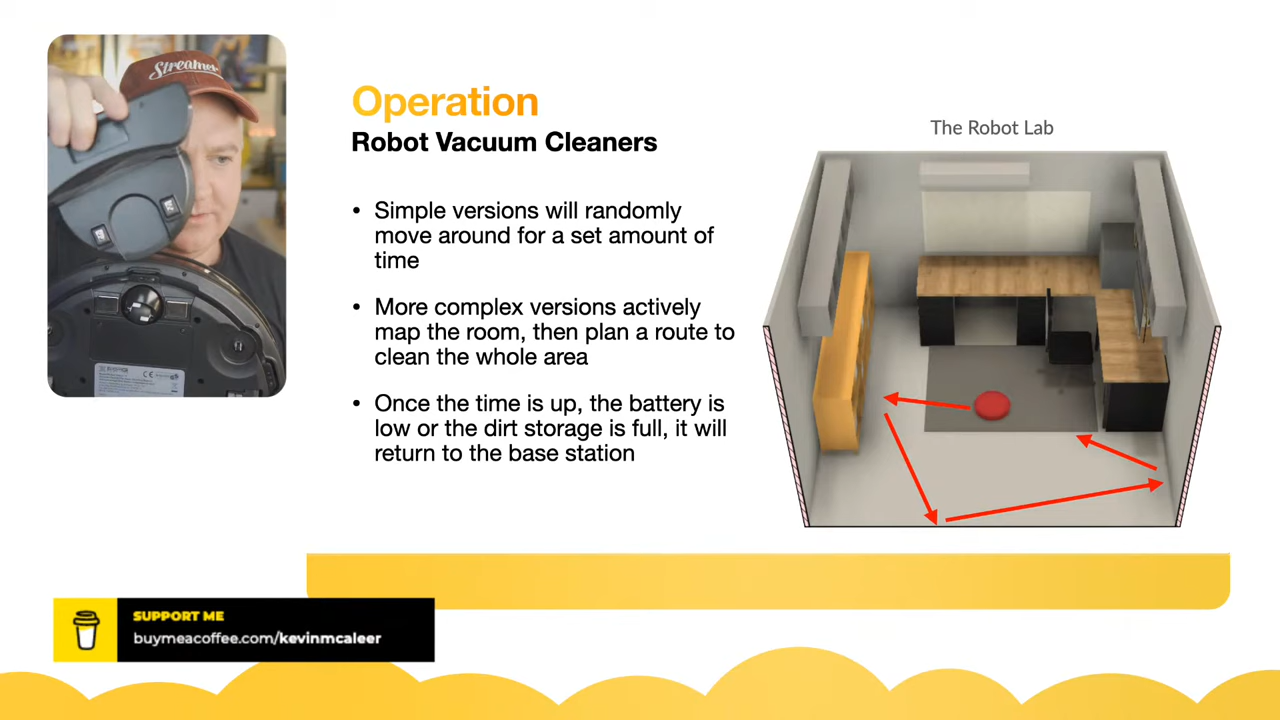 Streamer
Operation
Robot Vacuum Cleaners
• Simple versions will randomly
move around for a set amount of
time
• More complex versions actively
map the room, then plan a route to
clean the whole area
• Once the time is up, the battery is
low or the dirt storage is full, it will
return to the base station
The Robot Lab
SUPPORT ME
buymeacoffee.com/kevinmcaleer